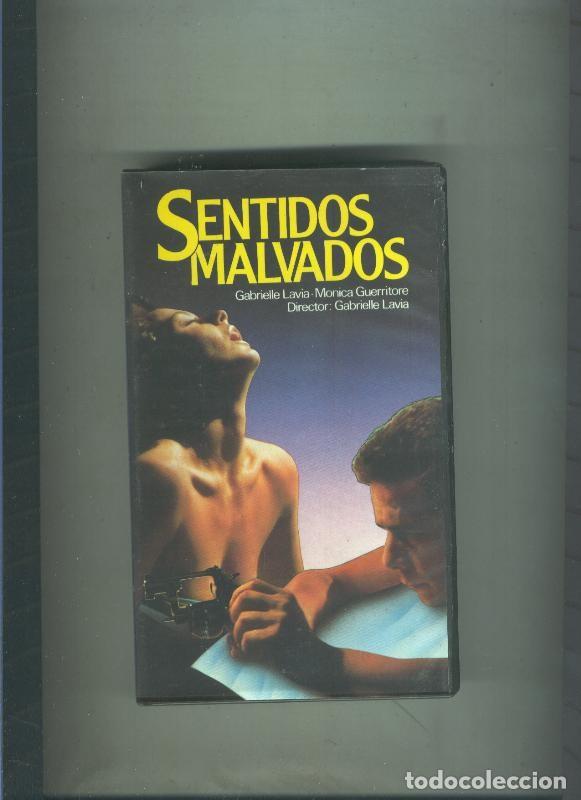 SENTIDOS
MALVADOS
Gabrielle Lavia · Monica Guerritore
Director: Gabrielle Lavia
todocoleccion